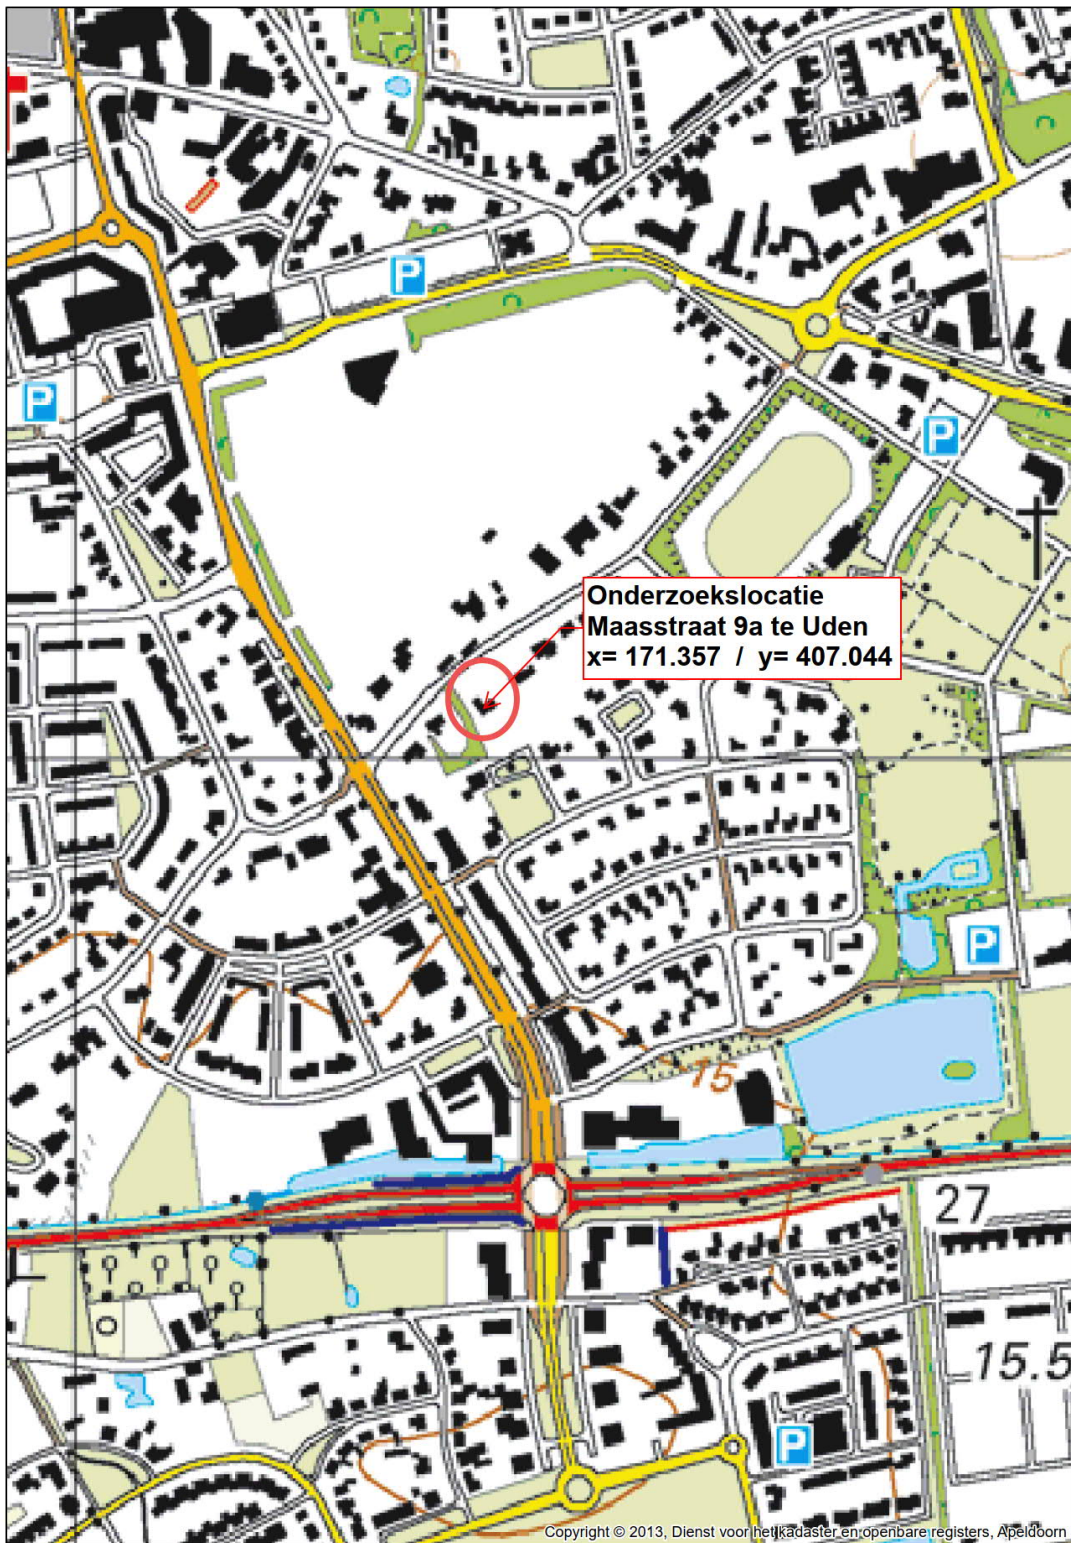 P
P
P
Onderzoekslocatie
Maasstraat 9a te Uden
x= 171.357 / y= 407.044
P
15
27
15.5
P
Copyright © 2013, Dienst voor het kadaster en openbare registers, Apeldoorn